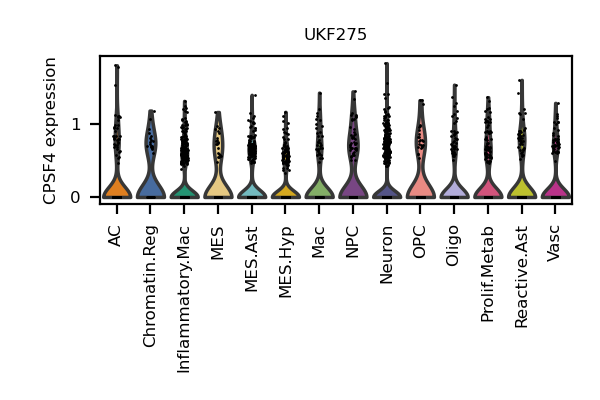 UKF275
CPSF4 expression
1
0
AC
Chromatin.Reg
Inflammatory.Mac
MES
MES.Ast
MES.Hyp
Mac
NPC
Neuron
OPC
Oligo
Prolif.Metab
Reactive.Ast
Vasc